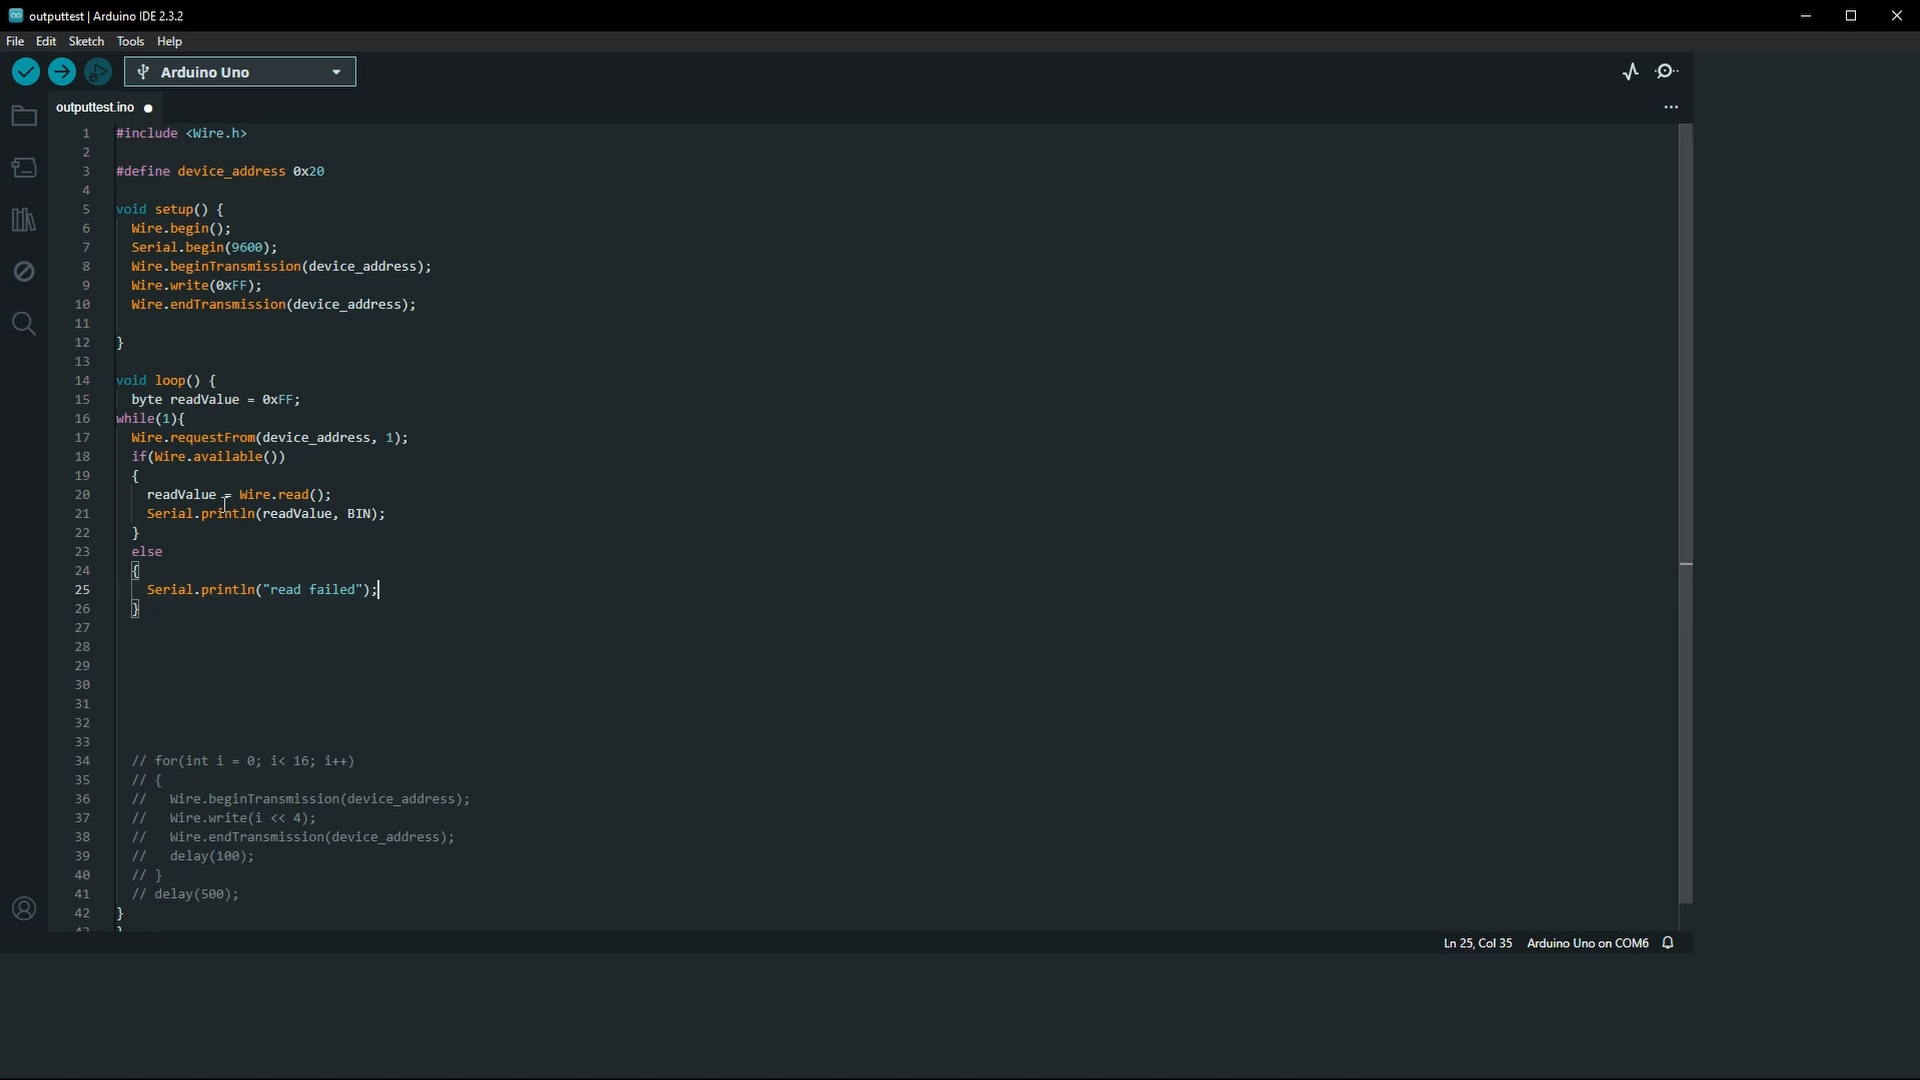 outputtest | Arduino IDE 2.3.2
File Edit Sketch Tools Help
Arduino Uno
outputtest.ino
1 #include <Wire.h>
2
3 #define device_address 0x20
4
5 void setup() {
6 Wire.begin();
7 Serial.begin(9600);
8 Wire.beginTransmission(device_address);
9 Wire.write(0xFF);
10 Wire.endTransmission(device_address);
11
12 }
13
14 void loop() {
15 byte readValue = 0xFF;
16 while(1){
17 Wire.requestFrom(device_address, 1);
18 if(Wire.available())
19 {
20 readValue = Wire.read();
21 Serial.println(readValue, BIN);
22 }
23 else
24 {
25 Serial.println("read failed");
26 }
27
28
29
30
31
32
33
34 // for(int i = 0; i< 16; i++)
35 // {
36 // Wire.beginTransmission(device_address);
37 // Wire.write(i << 4);
38 // Wire.endTransmission(device_address);
39 // delay(100);
40 // }
41 // delay(500);
42 }
43 }
Ln 25, Col 35 Arduino Uno on COM6